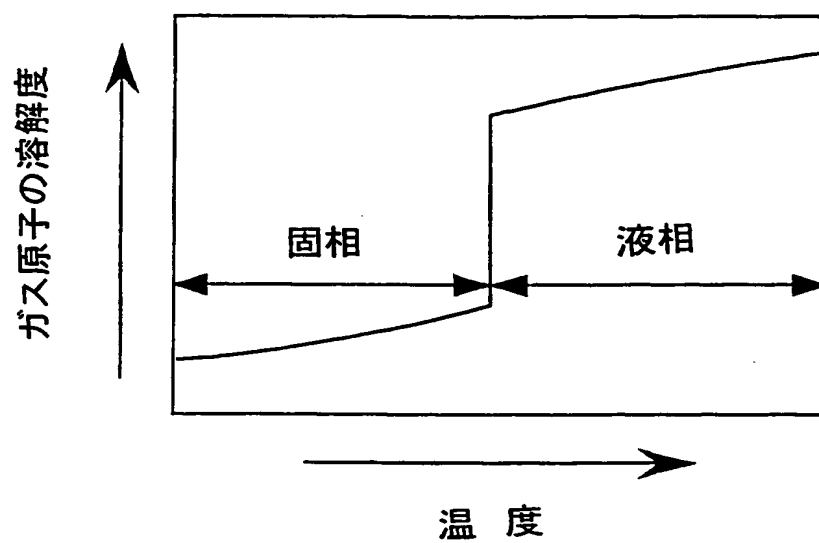 ガス原子の溶解度
固相
液相
温度